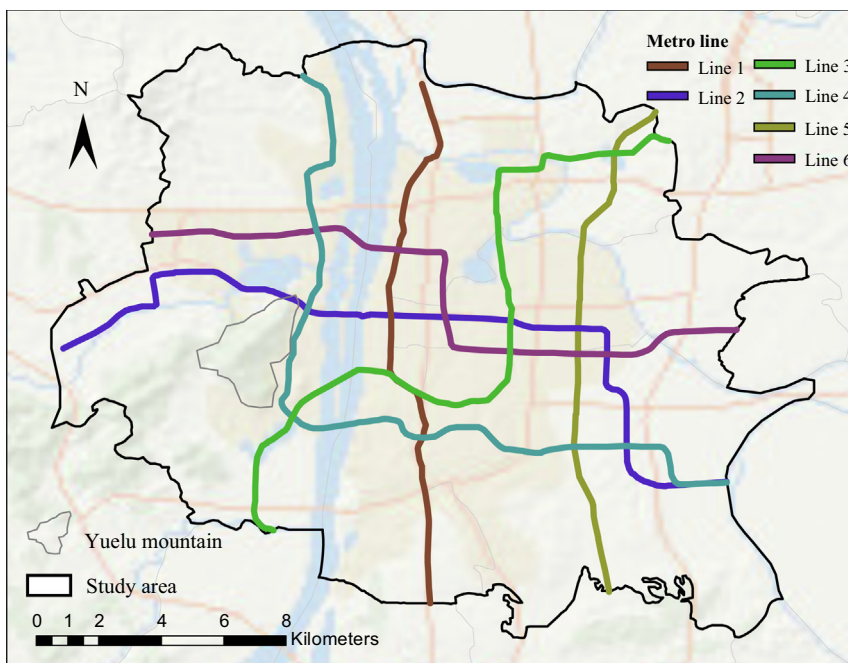 Metro line
Line 1
Line 2
Line 3
Line 4
Line 5
Line 6
N
Yuelu mountain
Study area
0 1 2 4 6 8
Kilometers